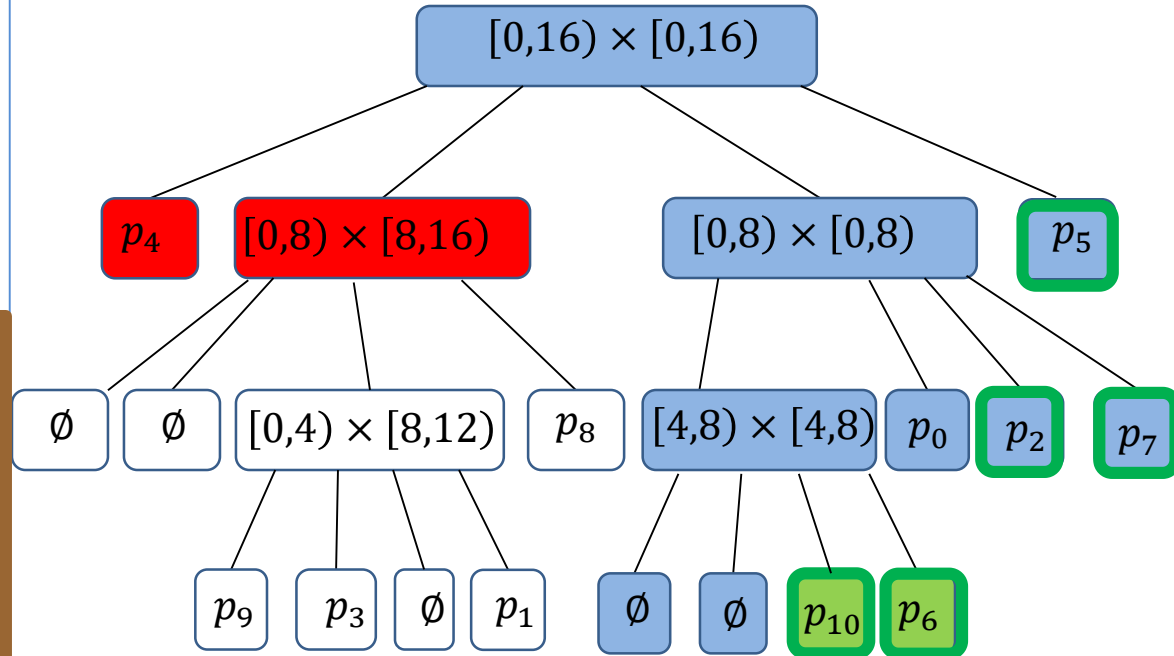 [0,16) × [0,16)
p₄ [0,8) × [8,16) [0,8) × [0,8) p₅
∅ ∅ [0,4) × [8,12) p₈ [4,8) × [4,8) p₀ p₂ p₇
p₉ p₃ ∅ p₁ ∅ ∅ p₁₀ p₆